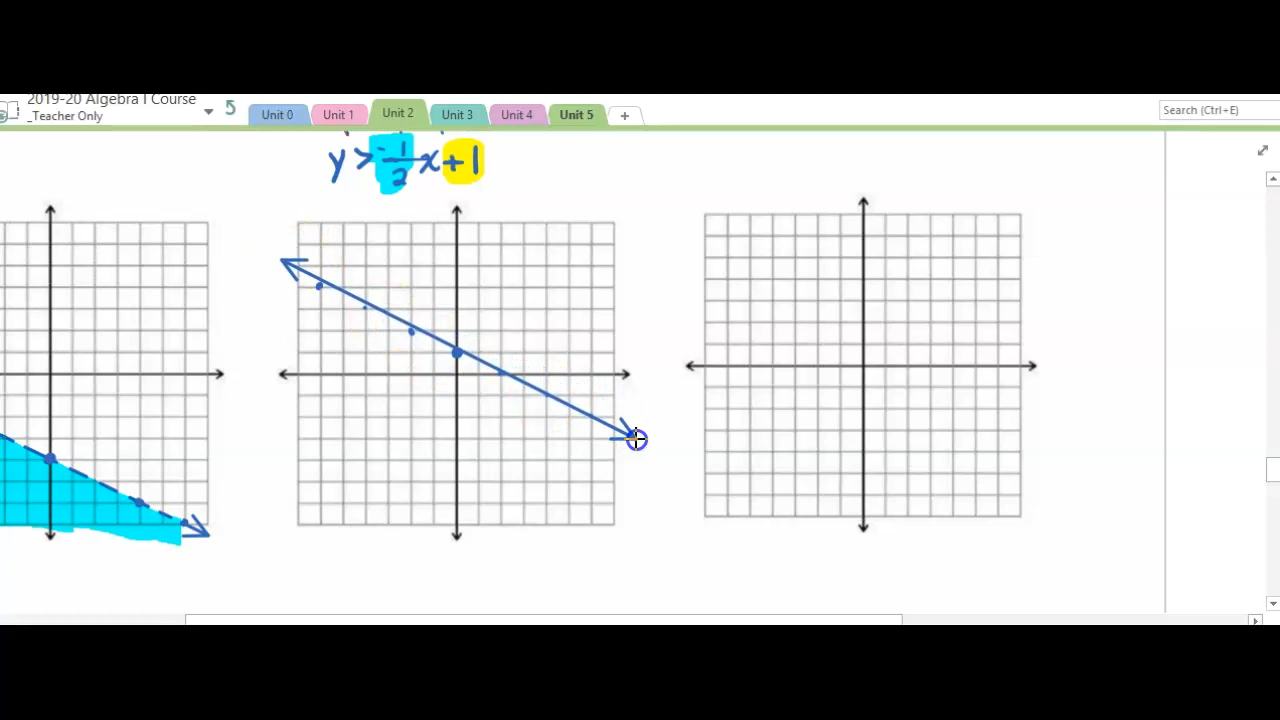 2019-20 Algebra I Course
_Teacher Only
Unit 0
Unit 1
Unit 2
Unit 3
Unit 4
Unit 5
+
Search (Ctrl+E)
y > -1/2 x + 1